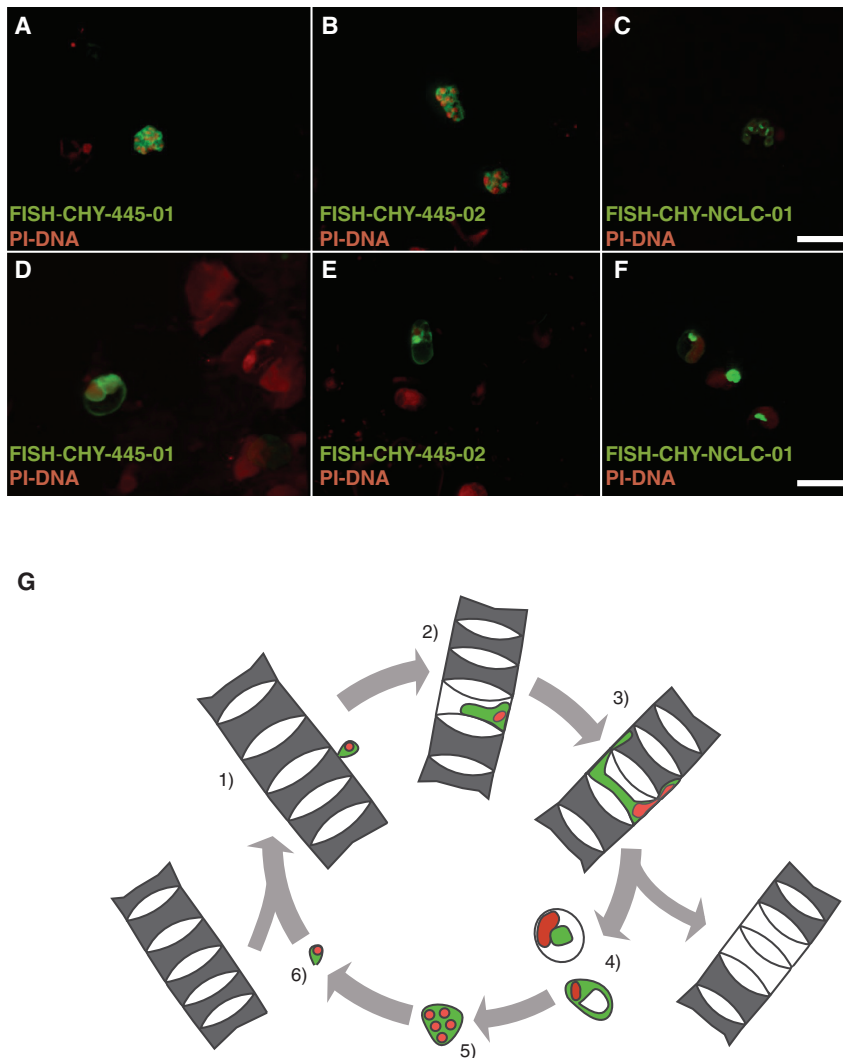 A
FISH-CHY-445-01
PI-DNA
B
FISH-CHY-445-02
PI-DNA
C
FISH-CHY-NCLC-01
PI-DNA
D
FISH-CHY-445-01
PI-DNA
E
FISH-CHY-445-02
PI-DNA
F
FISH-CHY-NCLC-01
PI-DNA
G
1)
2)
3)
4)
5)
6)